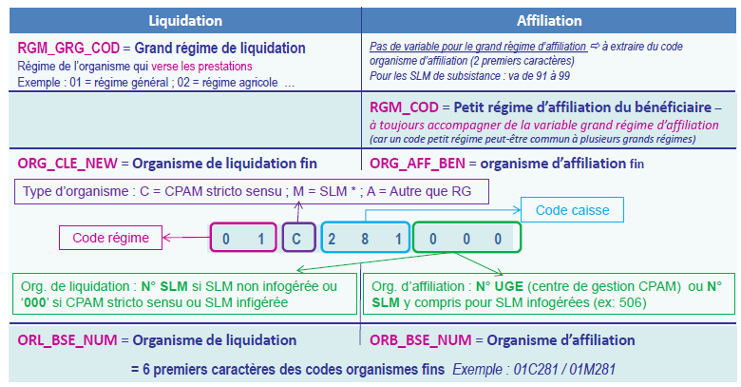 Liquidation
Affiliation
RGM_GRG_COD = Grand régime de liquidation
Régime de l'organisme qui verse les prestations
Exemple : 01 = régime général ; 02 = régime agricole …
Pas de variable pour le grand régime d'affiliation ⇨ à extraire du code
organisme d'affiliation (2 premiers caractères)
Pour les SLM de subsistance : va de 91 à 99
RGM_COD = Petit régime d'affiliation du bénéficiaire –
à toujours accompagner de la variable grand régime d'affiliation
(car un code petit régime peut-être commun à plusieurs grands régimes)
ORG_CLE_NEW = Organisme de liquidation fin
ORG_AFF_BEN = organisme d'affiliation fin
Type d'organisme : C = CPAM stricto sensu ; M = SLM * ; A = Autre que RG
Code caisse
Code régime
0 1 C 2 8 1 0 0 0
Org. de liquidation : N° SLM si SLM non infogérée ou
'000' si CPAM stricto sensu ou SLM infigérée
Org. d'affiliation : N° UGE (centre de gestion CPAM) ou N°
SLM y compris pour SLM infogérées (ex: 506)
ORL_BSE_NUM = Organisme de liquidation
ORB_BSE_NUM = Organisme d'affiliation
= 6 premiers caractères des codes organismes fins Exemple : 01C281 / 01M281